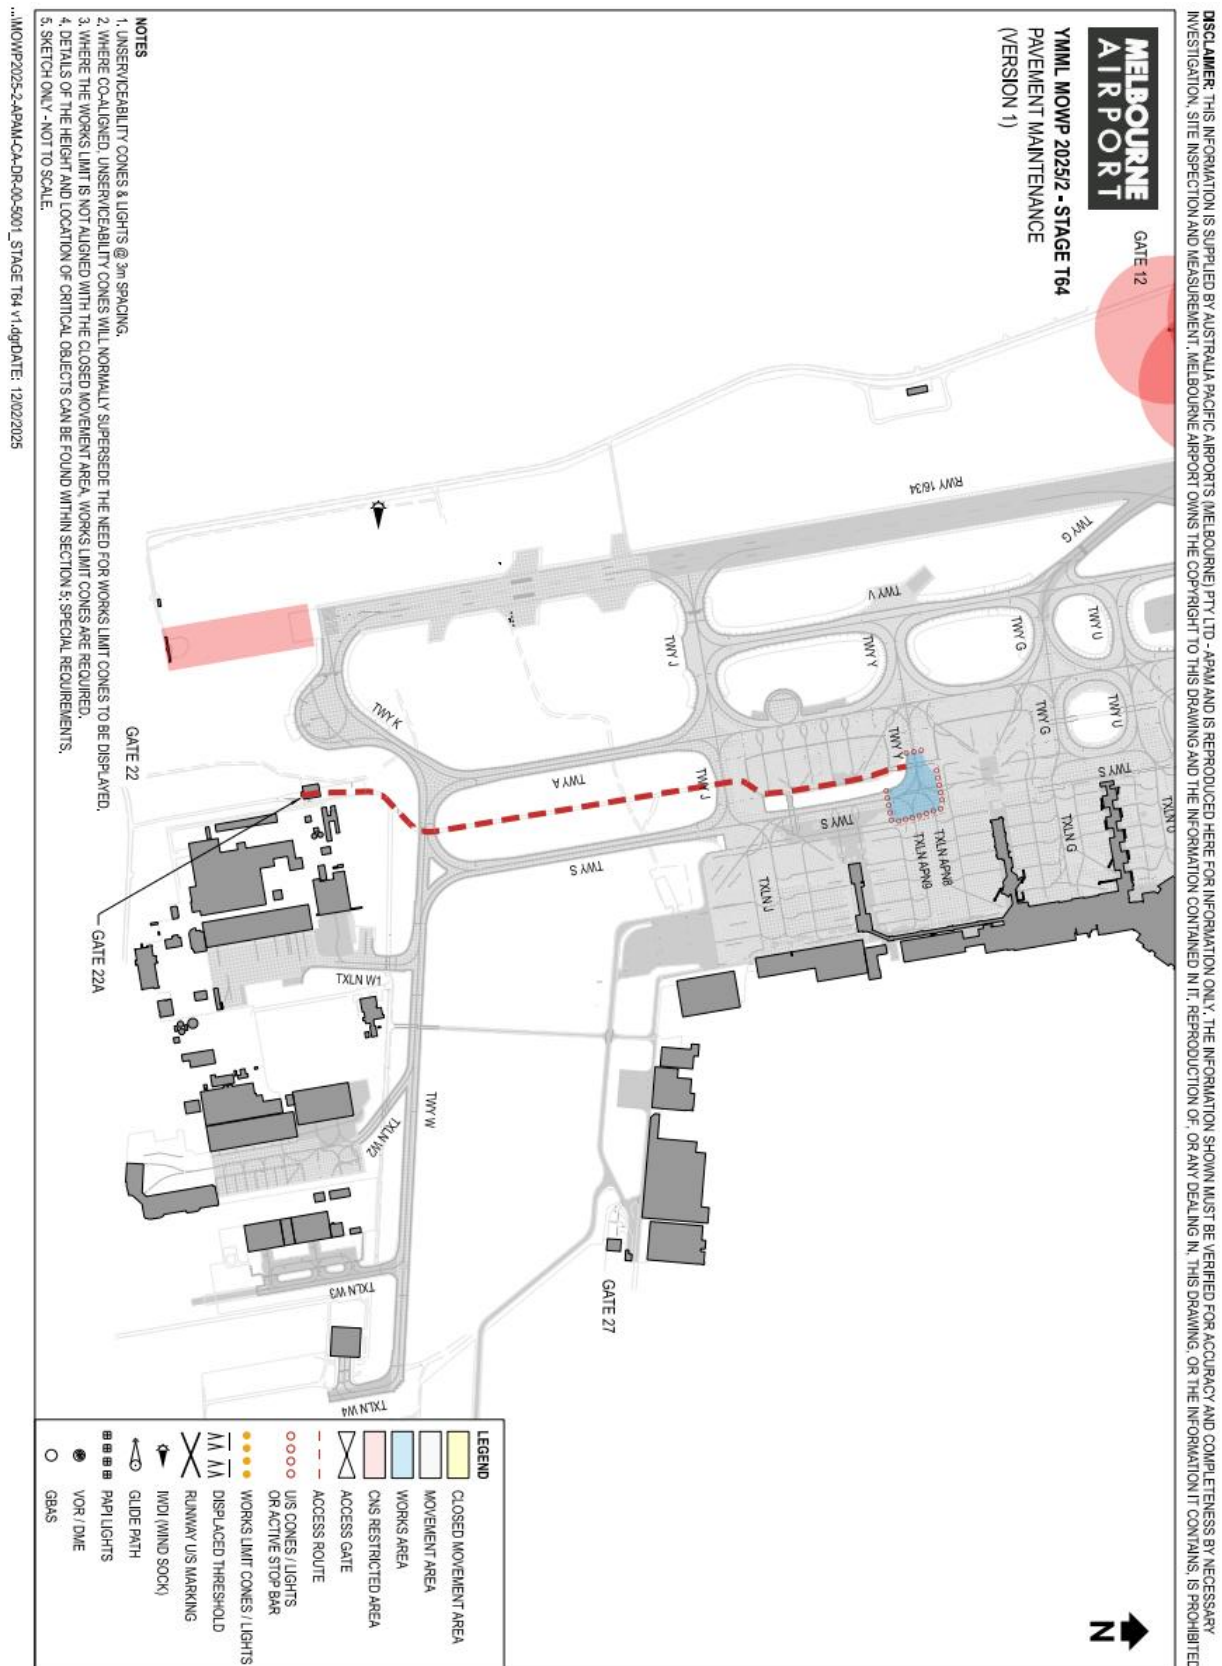 DISCLAIMER: THIS INFORMATION IS SUPPLIED BY AUSTRALIA PACIFIC AIRPORTS (MELBOURNE) PTY LTD - APAM AND IS REPRODUCED HERE FOR INFORMATION ONLY, THE INFORMATION SHOWN MUST BE VERIFIED FOR ACCURACY AND COMPLETENESS BY NECESSARY
INVESTIGATION, SITE INSPECTION AND MEASUREMENT, MELBOURNE AIRPORT OWNS THE COPYRIGHT TO THIS DRAWING AND THE INFORMATION CONTAINED IN IT, REPRODUCTION OF, OR ANY DEALING IN, THIS DRAWING, OR THE INFORMATION IT CONTAINS, IS PROHIBITED
MELBOURNE
AIRPORT
YMML MOWP 2025/2 - STAGE T64
PAVEMENT MAINTENANCE
(VERSION 1)
GATE 12
RWY 16/34
TWY G
TWY V
TWY U
TWY G
TWY Y
TWY J
TWY U
TWY G
TWY Y
TWY S
TXLN G
TXLN APN8
TXLN APN9
TWY S
TWY J
TXLN J
TWY K
TWY A
TWY S
GATE 22
GATE 22A
TXLN W1
TWY W
TXLN W2
GATE 27
TXLN W3
TXLN W4
N
NOTES
1. UNSERVICEABILITY CONES & LIGHTS @ 3m SPACING.
2. WHERE CO-ALIGNED, UNSERVICEABILITY CONES WILL NORMALLY SUPERSEDE THE NEED FOR WORKS LIMIT CONES TO BE DISPLAYED.
3. WHERE THE WORKS LIMIT IS NOT ALIGNED WITH THE CLOSED MOVEMENT AREA, WORKS LIMIT CONES ARE REQUIRED.
4. DETAILS OF THE HEIGHT AND LOCATION OF CRITICAL OBJECTS CAN BE FOUND WITHIN SECTION 5; SPECIAL REQUIREMENTS.
5. SKETCH ONLY - NOT TO SCALE.
LEGEND
CLOSED MOVEMENT AREA
MOVEMENT AREA
WORKS AREA
CNS RESTRICTED AREA
ACCESS GATE
ACCESS ROUTE
U/S CONES / LIGHTS
OR ACTIVE STOP BAR
WORKS LIMIT CONES / LIGHTS
DISPLACED THRESHOLD
RUNWAY U/S MARKING
IWDI (WIND SOCK)
GLIDE PATH
PAPI LIGHTS
VOR / DME
GBAS
...\MOWP2025-2-APAM-CA-DR-00-5001_STAGE T64 v1.dgnDATE: 12/02/2025